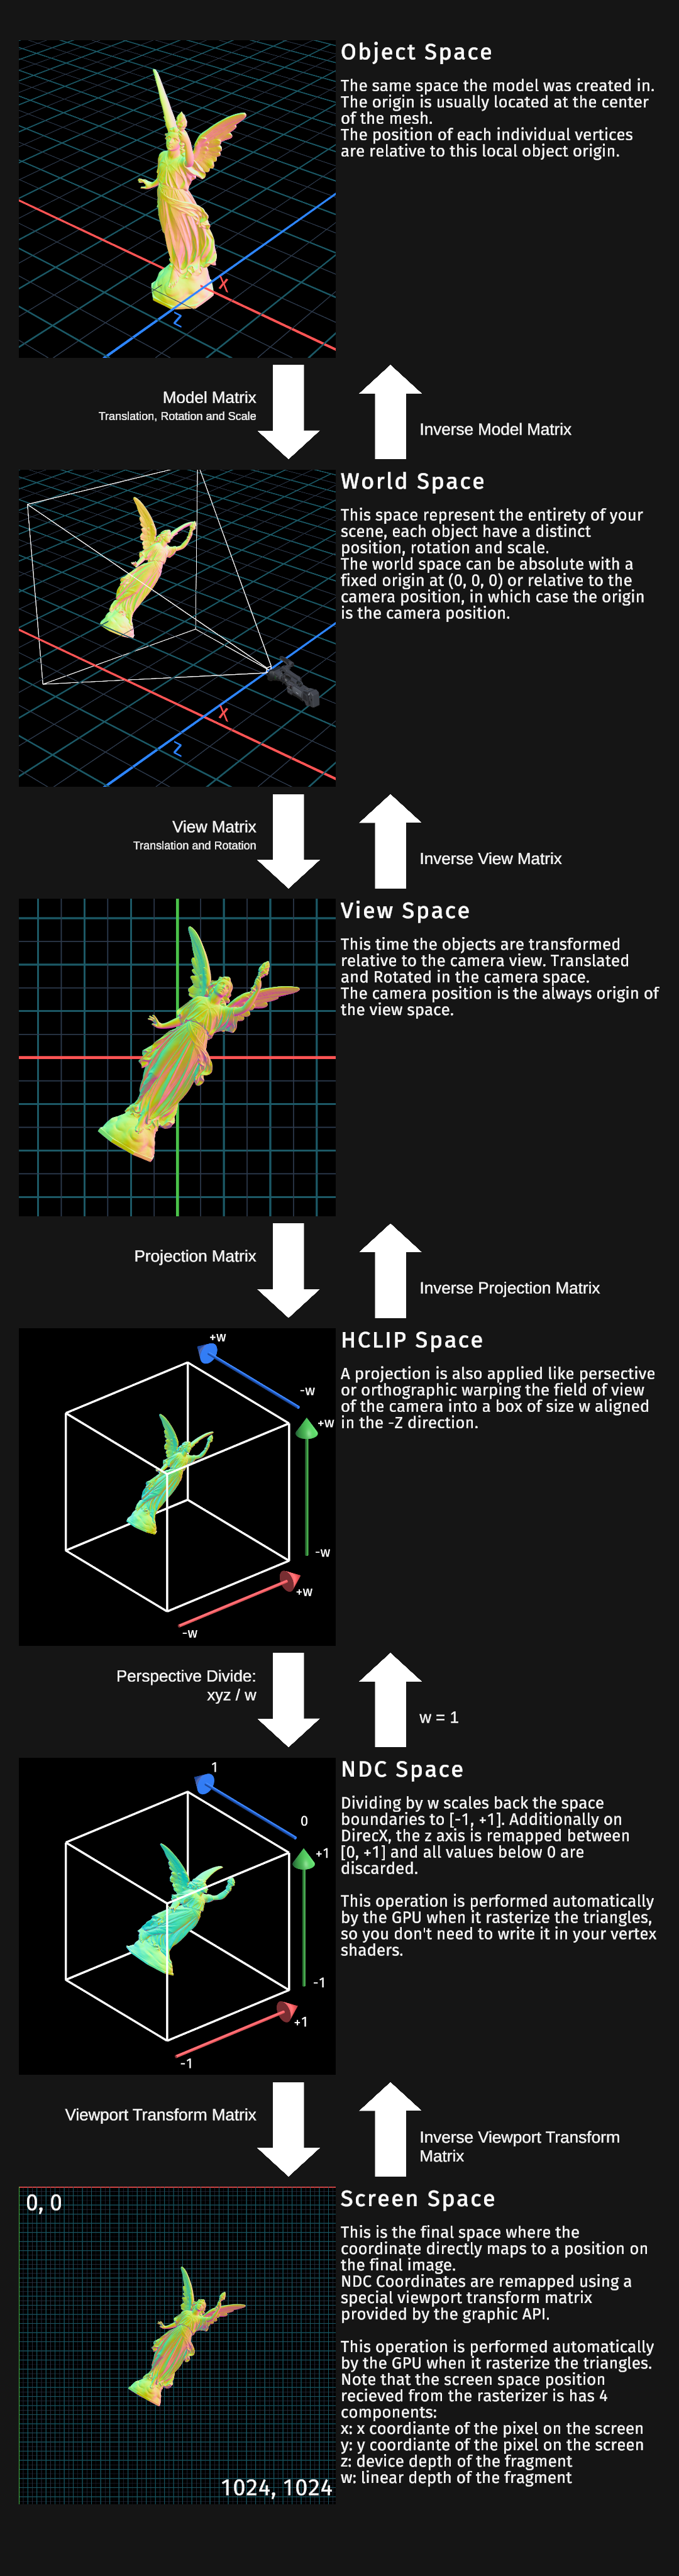 Object Space
The same space the model was created in.
The origin is usually located at the center
of the mesh.
The position of each individual vertices
are relative to this local object origin.
X
Z
Model Matrix
Translation, Rotation and Scale
Inverse Model Matrix
World Space
This space represent the entirety of your
scene, each object have a distinct
position, rotation and scale.
The world space can be absolute with a
fixed origin at (0, 0, 0) or relative to the
camera position, in which case the origin
is the camera position.
X
Z
View Matrix
Translation and Rotation
Inverse View Matrix
View Space
This time the objects are transformed
relative to the camera view. Translated
and Rotated in the camera space.
The camera position is the always origin of
the view space.
Projection Matrix
Inverse Projection Matrix
HCLIP Space
A projection is also applied like persective
or orthographic warping the field of view
of the camera into a box of size w aligned
in the -Z direction.
+w
-w
+w
-w
+w
-w
Perspective Divide:
xyz / w
w = 1
NDC Space
Dividing by w scales back the space
boundaries to [-1, +1]. Additionally on
DirecX, the z axis is remapped between
[0, +1] and all values below 0 are
discarded.
This operation is performed automatically
by the GPU when it rasterize the triangles,
so you don't need to write it in your vertex
shaders.
1
0
+1
-1
+1
-1
Viewport Transform Matrix
Inverse Viewport Transform
Matrix
0, 0
Screen Space
This is the final space where the
coordinate directly maps to a position on
the final image.
NDC Coordinates are remapped using a
special viewport transform matrix
provided by the graphic API.
This operation is performed automatically
by the GPU when it rasterize the triangles.
Note that the screen space position
recieved from the rasterizer is has 4
components:
x: x coordiante of the pixel on the screen
y: y coordiante of the pixel on the screen
z: device depth of the fragment
w: linear depth of the fragment
1024, 1024